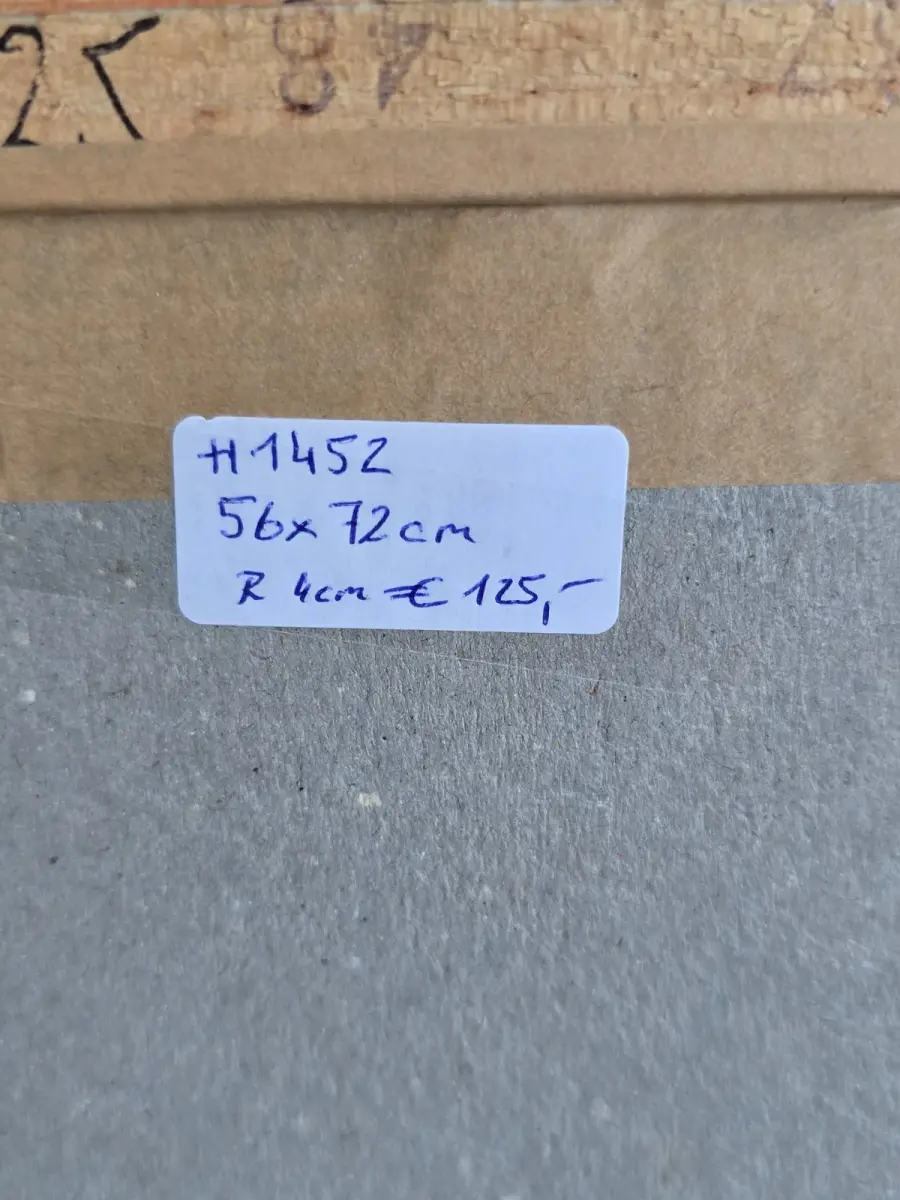 H1452
56x72cm
R 4cm = € 125,-